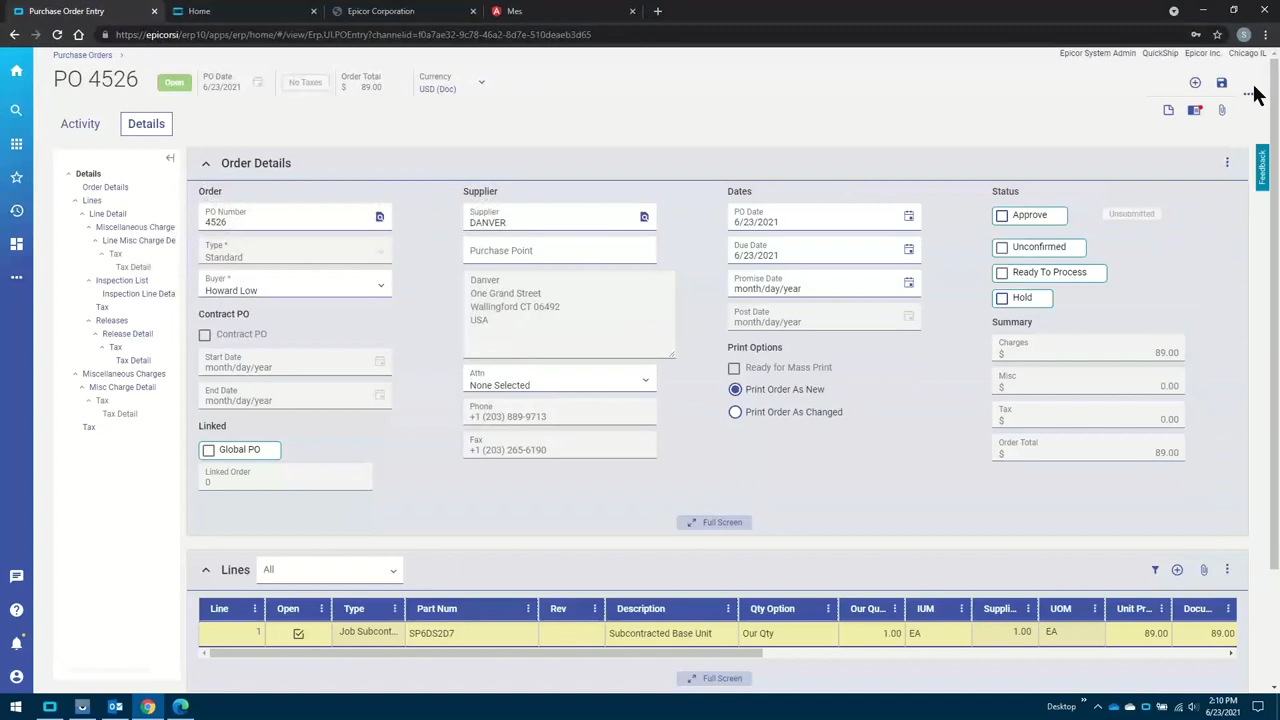 Purchase Order Entry
Home
Epicor Corporation
Mes
https://epicorsi/erp10/apps/erp/home/#/view/Erp.UI.POEntry?channelid=f0a7ae32-9c78-46a2-8d7e-510deaeb3d65
S
Purchase Orders
Epicor System Admin QuickShip Epicor Inc. Chicago IL
PO 4526
Open
PO Date
6/23/2021
No Taxes
Order Total
$ 89.00
Currency
USD (Doc)
Activity
Details
Feedback
Details
Order Details
Lines
Line Detail
Miscellaneous Charge
Line Misc Charge De
Tax
Tax Detail
Inspection List
Inspection Line Deta
Tax
Releases
Release Detail
Tax
Tax Detail
Miscellaneous Charges
Misc Charge Detail
Tax
Tax Detail
Tax
Order Details
Order
PO Number
4526
Type *
Standard
Buyer *
Howard Low
Contract PO
Contract PO
Start Date
month/day/year
End Date
month/day/year
Linked
Global PO
Linked Order
0
Supplier
Supplier
DANVER
Purchase Point
Danver
One Grand Street
Wallingford CT 06492
USA
Attn
None Selected
Phone
+1 (203) 889-9713
Fax
+1 (203) 265-6190
Dates
PO Date
6/23/2021
Due Date
6/23/2021
Promise Date
month/day/year
Post Date
month/day/year
Print Options
Ready for Mass Print
Print Order As New
Print Order As Changed
Status
Approve
Unsubmitted
Unconfirmed
Ready To Process
Hold
Summary
Charges
$ 89.00
Misc
$ 0.00
Tax
$ 0.00
Order Total
$ 89.00
Full Screen
Lines
All
Line Open Type Part Num Rev Description Qty Option Our Qu... IUM Suppli... UOM Unit Pr... Docu...
1 Job Subcont... SP6DS2D7 Subcontracted Base Unit Our Qty 1.00 EA 1.00 EA 89.00 89.00
Full Screen
Desktop
2:10 PM
6/23/2021